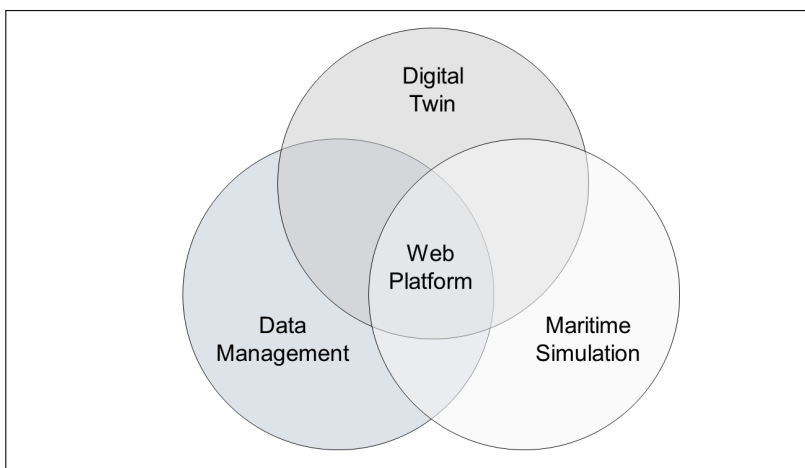 Digital
Twin
Web
Platform
Data
Management
Maritime
Simulation